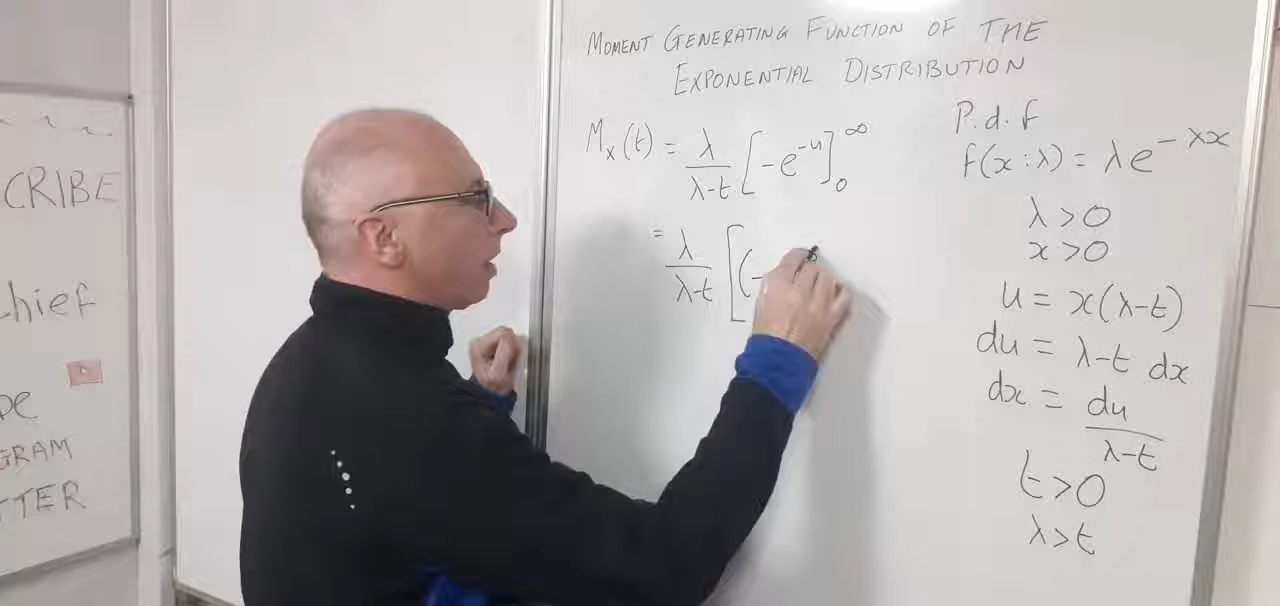 CRIBE
hief
GRAM
TTER
MOMENT GENERATING FUNCTION OF THE
EXPONENTIAL DISTRIBUTION
Mx(t) = λ/λ-t [-e^-u]₀^∞
= λ/λ-t [(-
P.d.f
f(x:λ) = λe^-λx
λ>0
x>0
u = x(λ-t)
du = λ-t dx
dx = du/λ-t
t>0
λ>t